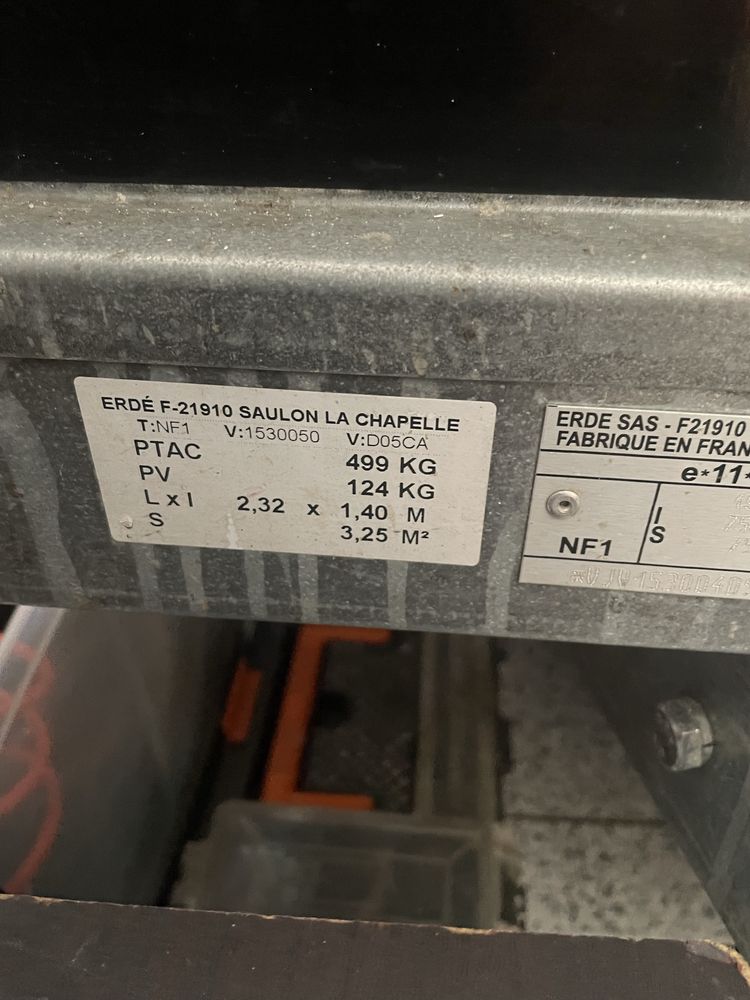 ERDÉ F-21910 SAULON LA CHAPELLE
T:NF1 V:1530050 V:D05CA
PTAC 499 KG
PV 124 KG
L x l 2,32 x 1,40 M
S 3,25 M²
ERDE SAS - F21910
FABRIQUE EN FRAN
e*11*
I
S
NF1
*VJV1530040